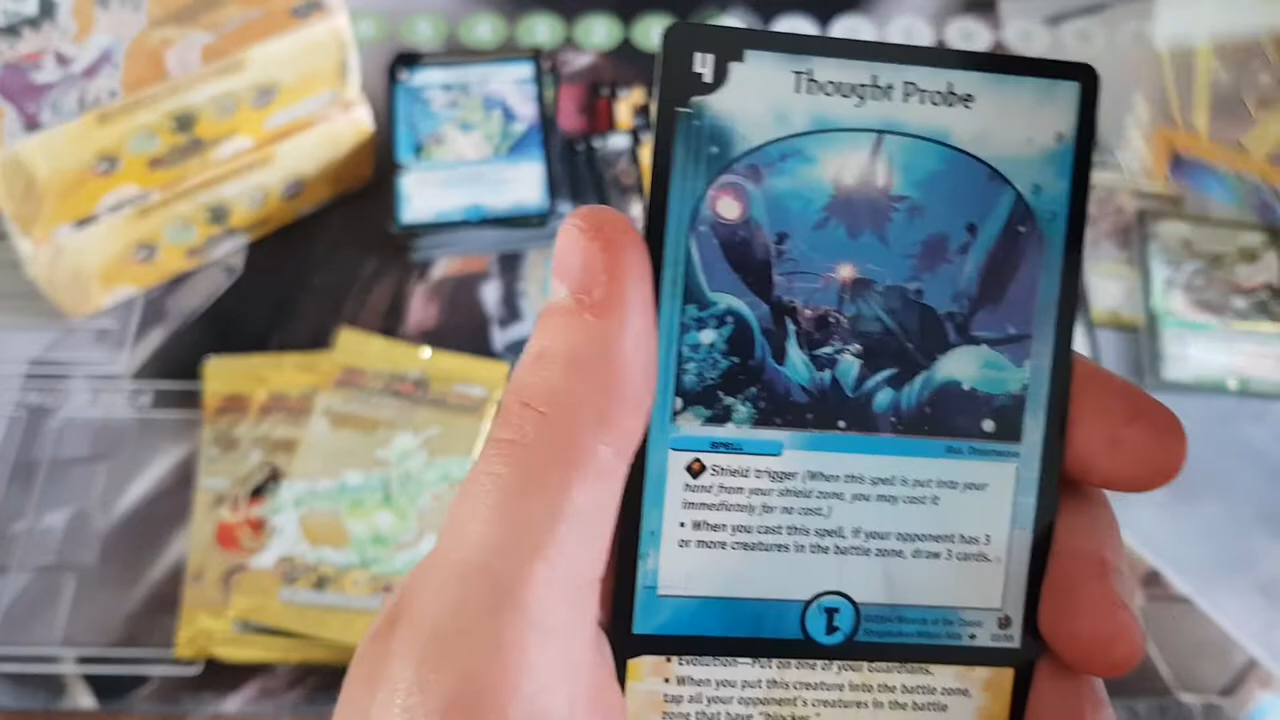 4
Thought Probe
SPELL
Shield trigger (When this spell is put into your
hand from your shield zone, you may cast it
immediately for no cost.)
• When you cast this spell, if your opponent has 3
or more creatures in the battle zone, draw 3 cards.
1
• Evolution—Put on one of your Guardians.
• When you put this creature into the battle zone,
tap all your opponent's creatures in the battle
zone that have "blocker."